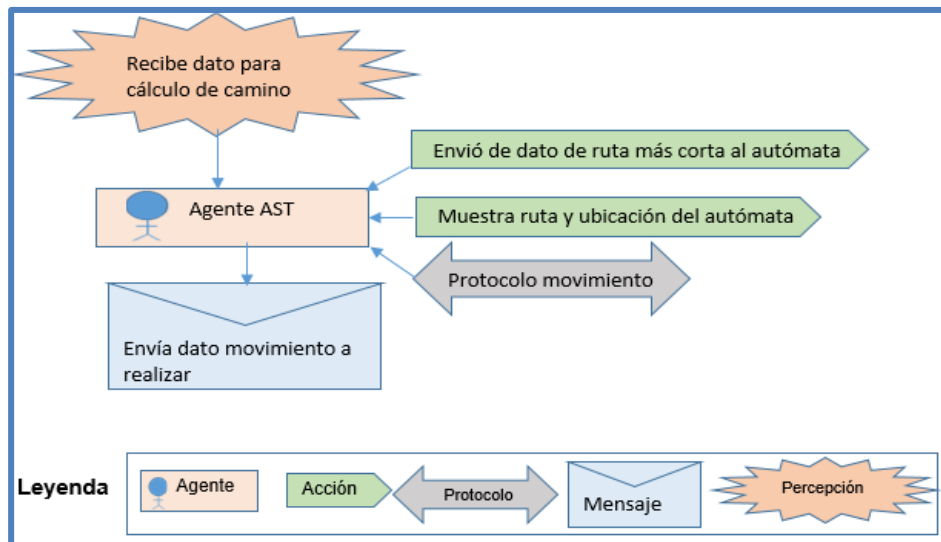 Recibe dato para
cálculo de camino
Envió de dato de ruta más corta al autómata
Agente AST
Muestra ruta y ubicación del autómata
Protocolo movimiento
Envía dato movimiento a
realizar
Leyenda
Agente
Acción
Protocolo
Mensaje
Percepción